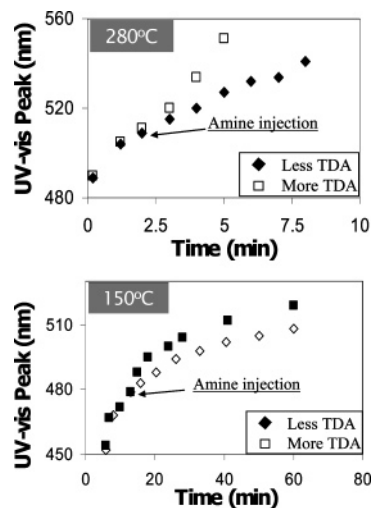 560
280ºC
520
Amine injection
Less TDA
More TDA
480
0 2.5 5 7.5 10
UV-vis Peak (nm)
Time (min)
150ºC
510
480
Amine injection
Less TDA
More TDA
450
0 20 40 60 80
UV-vis Peak (nm)
Time (min)